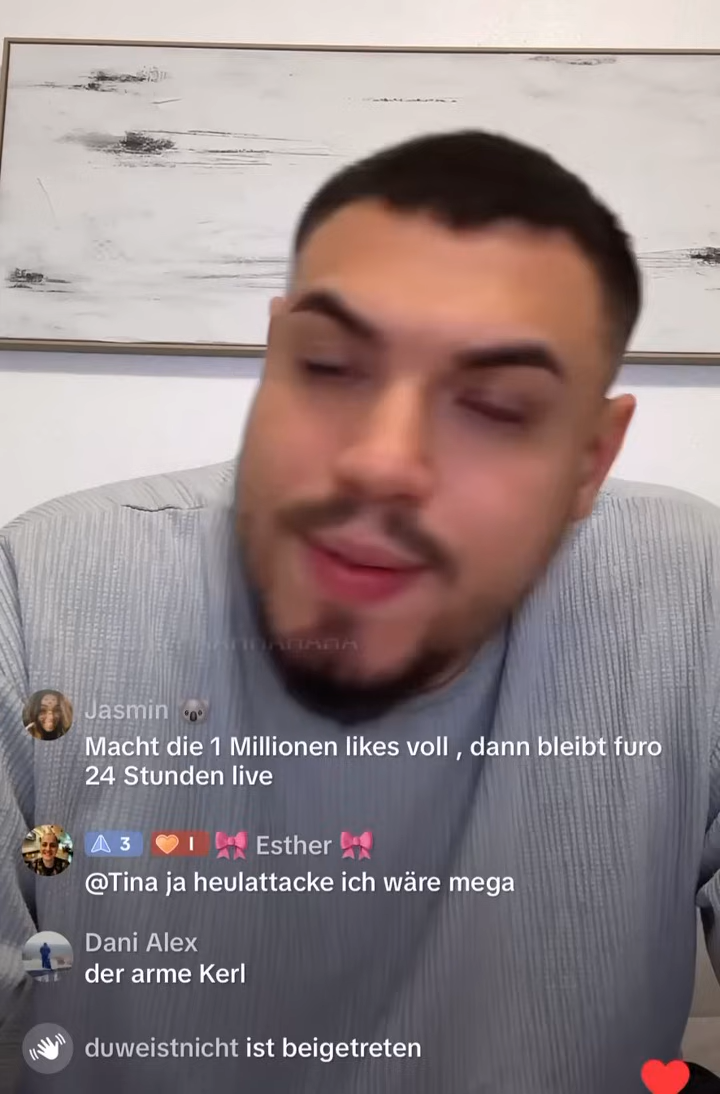 Jasmin 🐨
Macht die 1 Millionen likes voll , dann bleibt furo
24 Stunden live
3 I 🎀 Esther 🎀
@Tina ja heulattacke ich wäre mega
Dani Alex
der arme Kerl
duweistnicht ist beigetreten